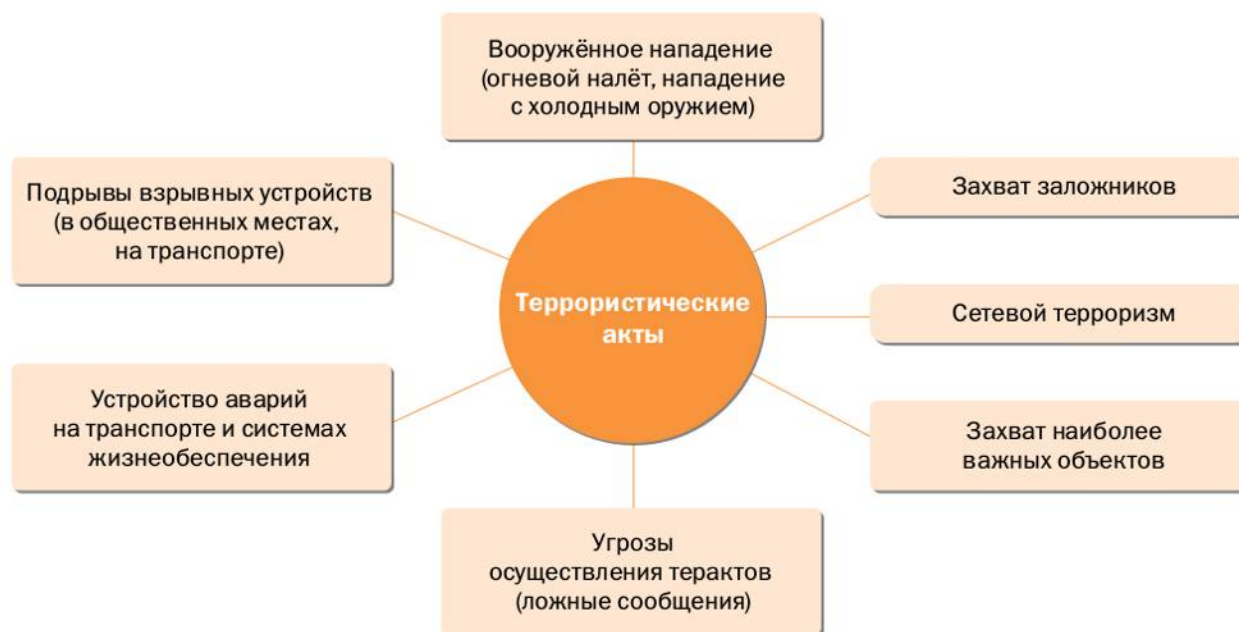 Вооружённое нападение
(огневой налёт, нападение
с холодным оружием)
Подрывы взрывных устройств
(в общественных местах,
на транспорте)
Захват заложников
Террористические
акты
Сетевой терроризм
Устройство аварий
на транспорте и системах
жизнеобеспечения
Захват наиболее
важных объектов
Угрозы
осуществления терактов
(ложные сообщения)